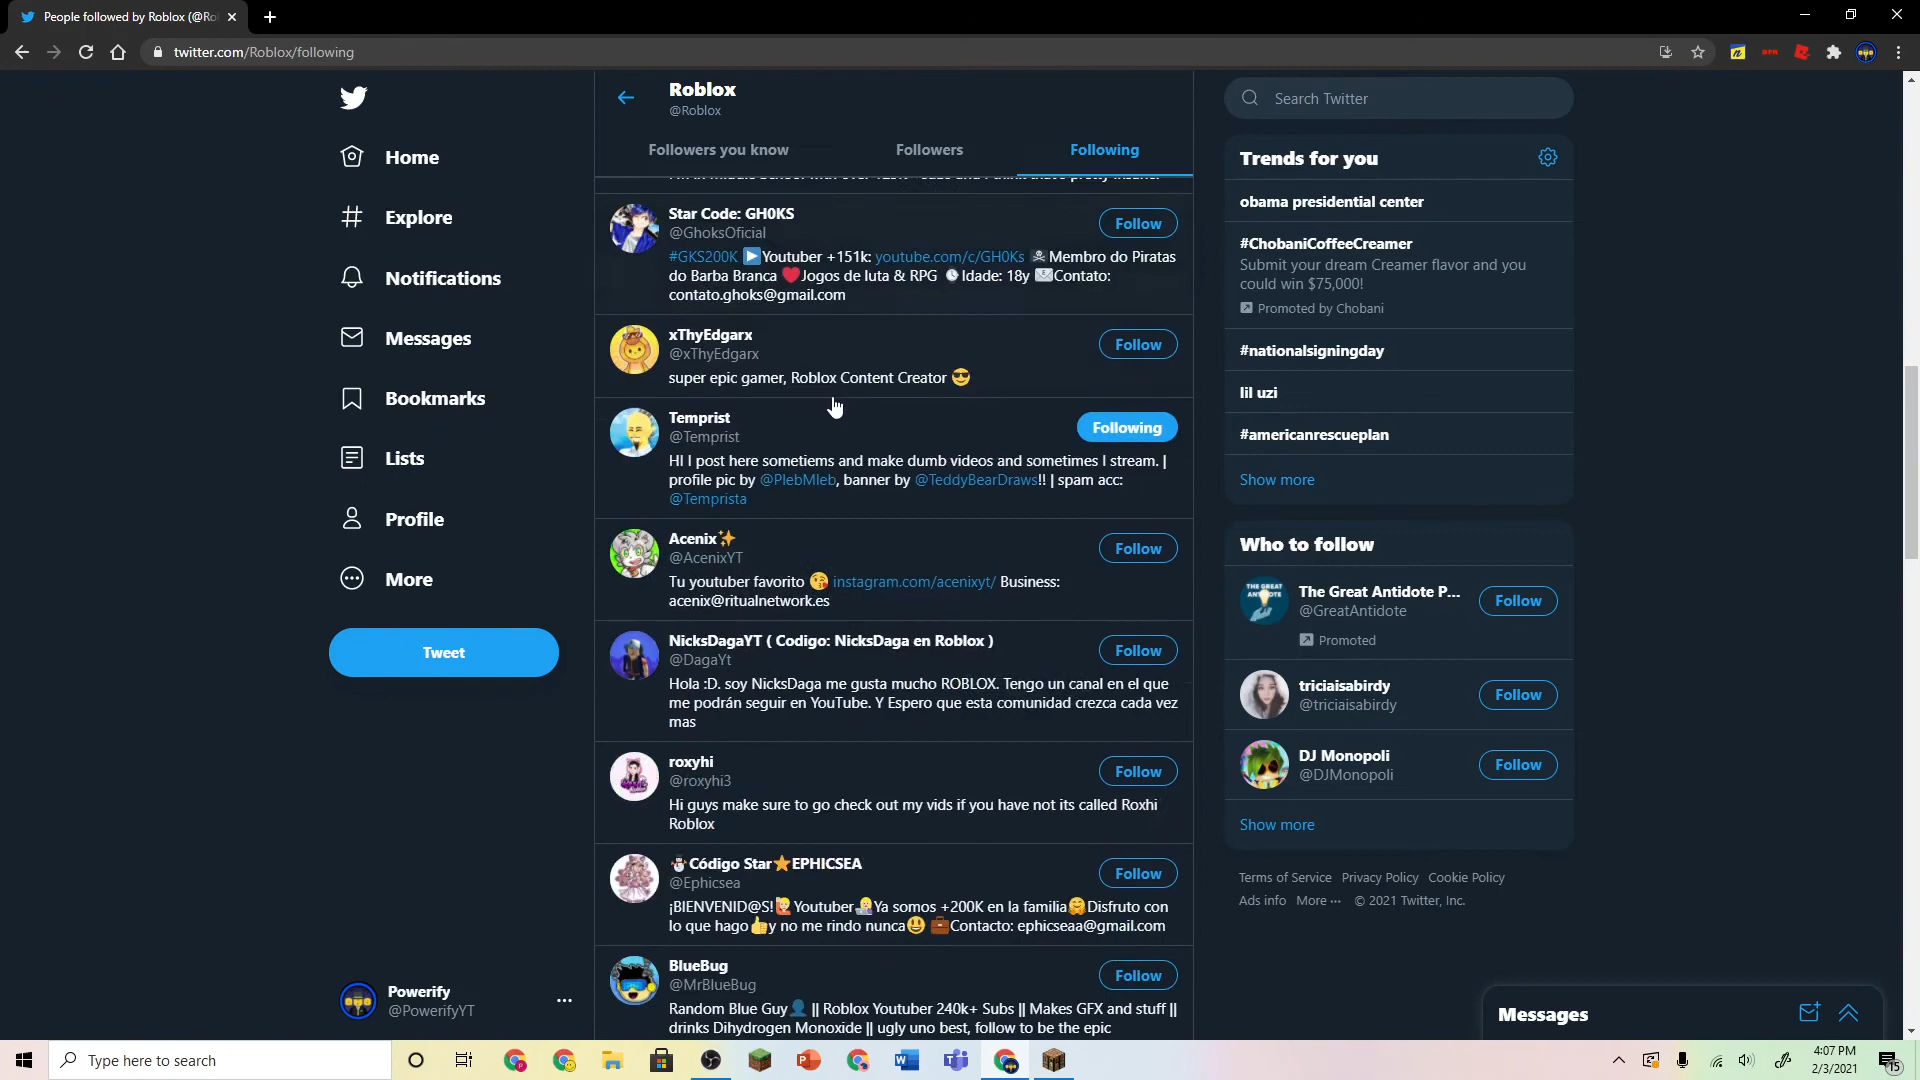 People followed by Roblox (@Ro
twitter.com/Roblox/following
Roblox
@Roblox
Followers you know
Followers
Following
Home
Explore
Notifications
Messages
Bookmarks
Lists
Profile
More
Tweet
Powerify
@PowerifyYT
Star Code: GH0KS
@GhoksOficial
Follow
#GKS200K ▶️Youtuber +151k: youtube.com/c/GH0Ks ☠️Membro do Piratas
do Barba Branca ❤️Jogos de luta & RPG 🕒Idade: 18y 📨Contato:
contato.ghoks@gmail.com
xThyEdgarx
@xThyEdgarx
Follow
super epic gamer, Roblox Content Creator 😎
Temprist
@Temprist
Following
HI I post here sometiems and make dumb videos and sometimes I stream. |
profile pic by @PlebMleb, banner by @TeddyBearDraws!! | spam acc:
@Temprista
Acenix✨
@AcenixYT
Follow
Tu youtuber favorito 😘 instagram.com/acenixyt/ Business:
acenix@ritualnetwork.es
NicksDagaYT ( Codigo: NicksDaga en Roblox )
@DagaYt
Follow
Hola :D. soy NicksDaga me gusta mucho ROBLOX. Tengo un canal en el que
me podrán seguir en YouTube. Y Espero que esta comunidad crezca cada vez
mas
roxyhi
@roxyhi3
Follow
Hi guys make sure to go check out my vids if you have not its called Roxhi
Roblox
⛄Código Star⭐EPHICSEA
@Ephicsea
Follow
¡BIENVENID@S!🙋Youtuber👩‍💻Ya somos +200K en la familia🤗Disfruto con
lo que hago👍y no me rindo nunca😃 💼Contacto: ephicseaa@gmail.com
BlueBug
@MrBlueBug
Follow
Random Blue Guy👤 || Roblox Youtuber 240k+ Subs || Makes GFX and stuff ||
drinks Dihydrogen Monoxide || ugly uno best, follow to be the epic
Search Twitter
Trends for you
obama presidential center
#ChobaniCoffeeCreamer
Submit your dream Creamer flavor and you
could win $75,000!
Promoted by Chobani
#nationalsigningday
lil uzi
#americanrescueplan
Show more
Who to follow
The Great Antidote P...
@GreatAntidote
Follow
Promoted
triciaisabirdy
@triciaisabirdy
Follow
DJ Monopoli
@DJMonopoli
Follow
Show more
Terms of Service Privacy Policy Cookie Policy
Ads info More ··· © 2021 Twitter, Inc.
Messages
Type here to search
4:07 PM
2/3/2021
15